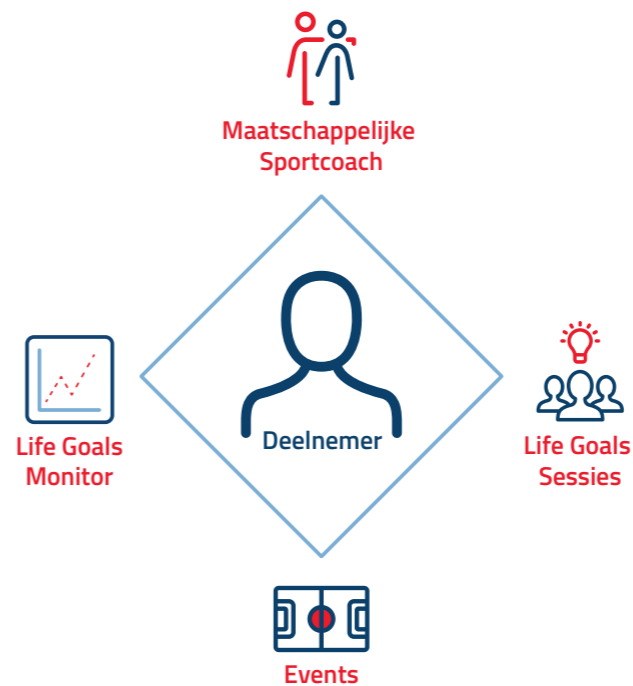 Maatschappelijke
Sportcoach
Deelnemer
Life Goals
Monitor
Life Goals
Sessies
Events